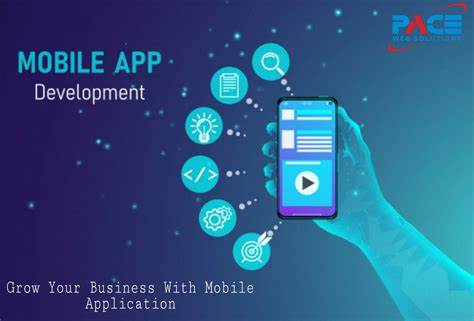 PACE
WEB SOLUTIONS
MOBILE APP
Development
</>
Grow Your Business With Mobile
Application